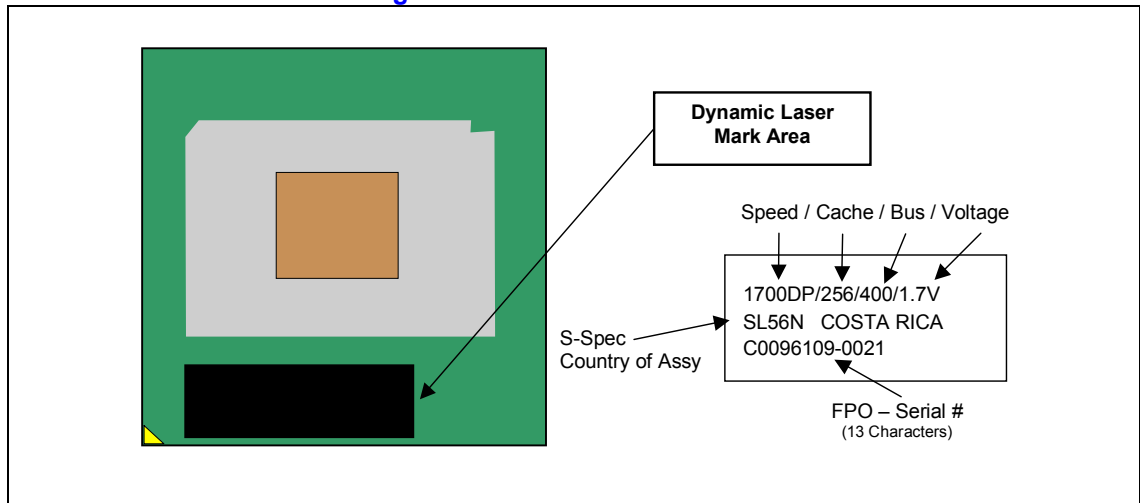 Dynamic Laser
Mark Area
Speed / Cache / Bus / Voltage
1700DP/256/400/1.7V
SL56N COSTA RICA
C0096109-0021
S-Spec
Country of Assy
FPO – Serial #
(13 Characters)